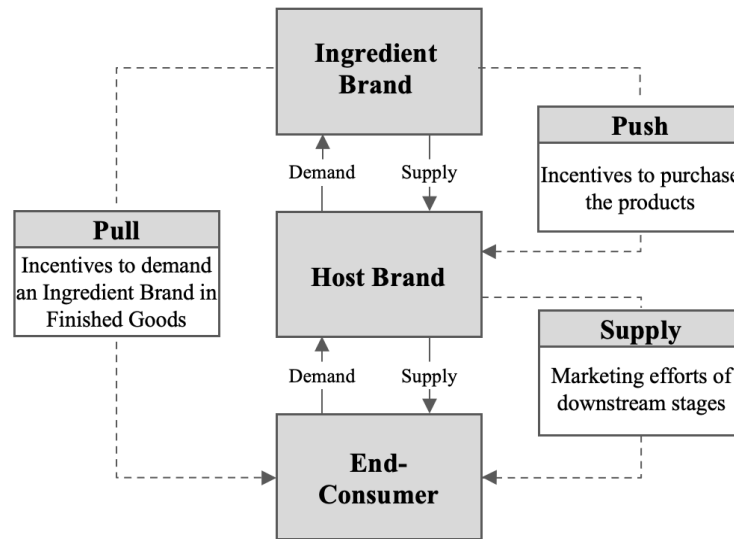 Ingredient
Brand
Push
Incentives to purchase
the products
Demand
Supply
Pull
Incentives to demand
an Ingredient Brand in
Finished Goods
Host Brand
Supply
Marketing efforts of
downstream stages
Demand
Supply
End-
Consumer